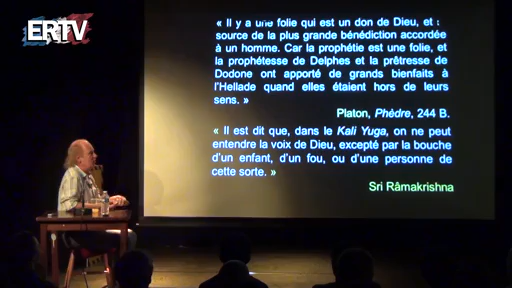 ERTV
« Il y a une folie qui est un don de Dieu, et
source de la plus grande bénédiction accordée
à un homme. Car la prophétie est une folie, et
la prophétesse de Delphes et la prêtresse de
Dodone ont apporté de grands bienfaits à
l'Hellade quand elles étaient hors de leurs
sens. »
Platon, Phèdre, 244 B.
« Il est dit que, dans le Kali Yuga, on ne peut
entendre la voix de Dieu, excepté par la bouche
d'un enfant, d'un fou, ou d'une personne de
cette sorte. »
Sri Râmakrishna